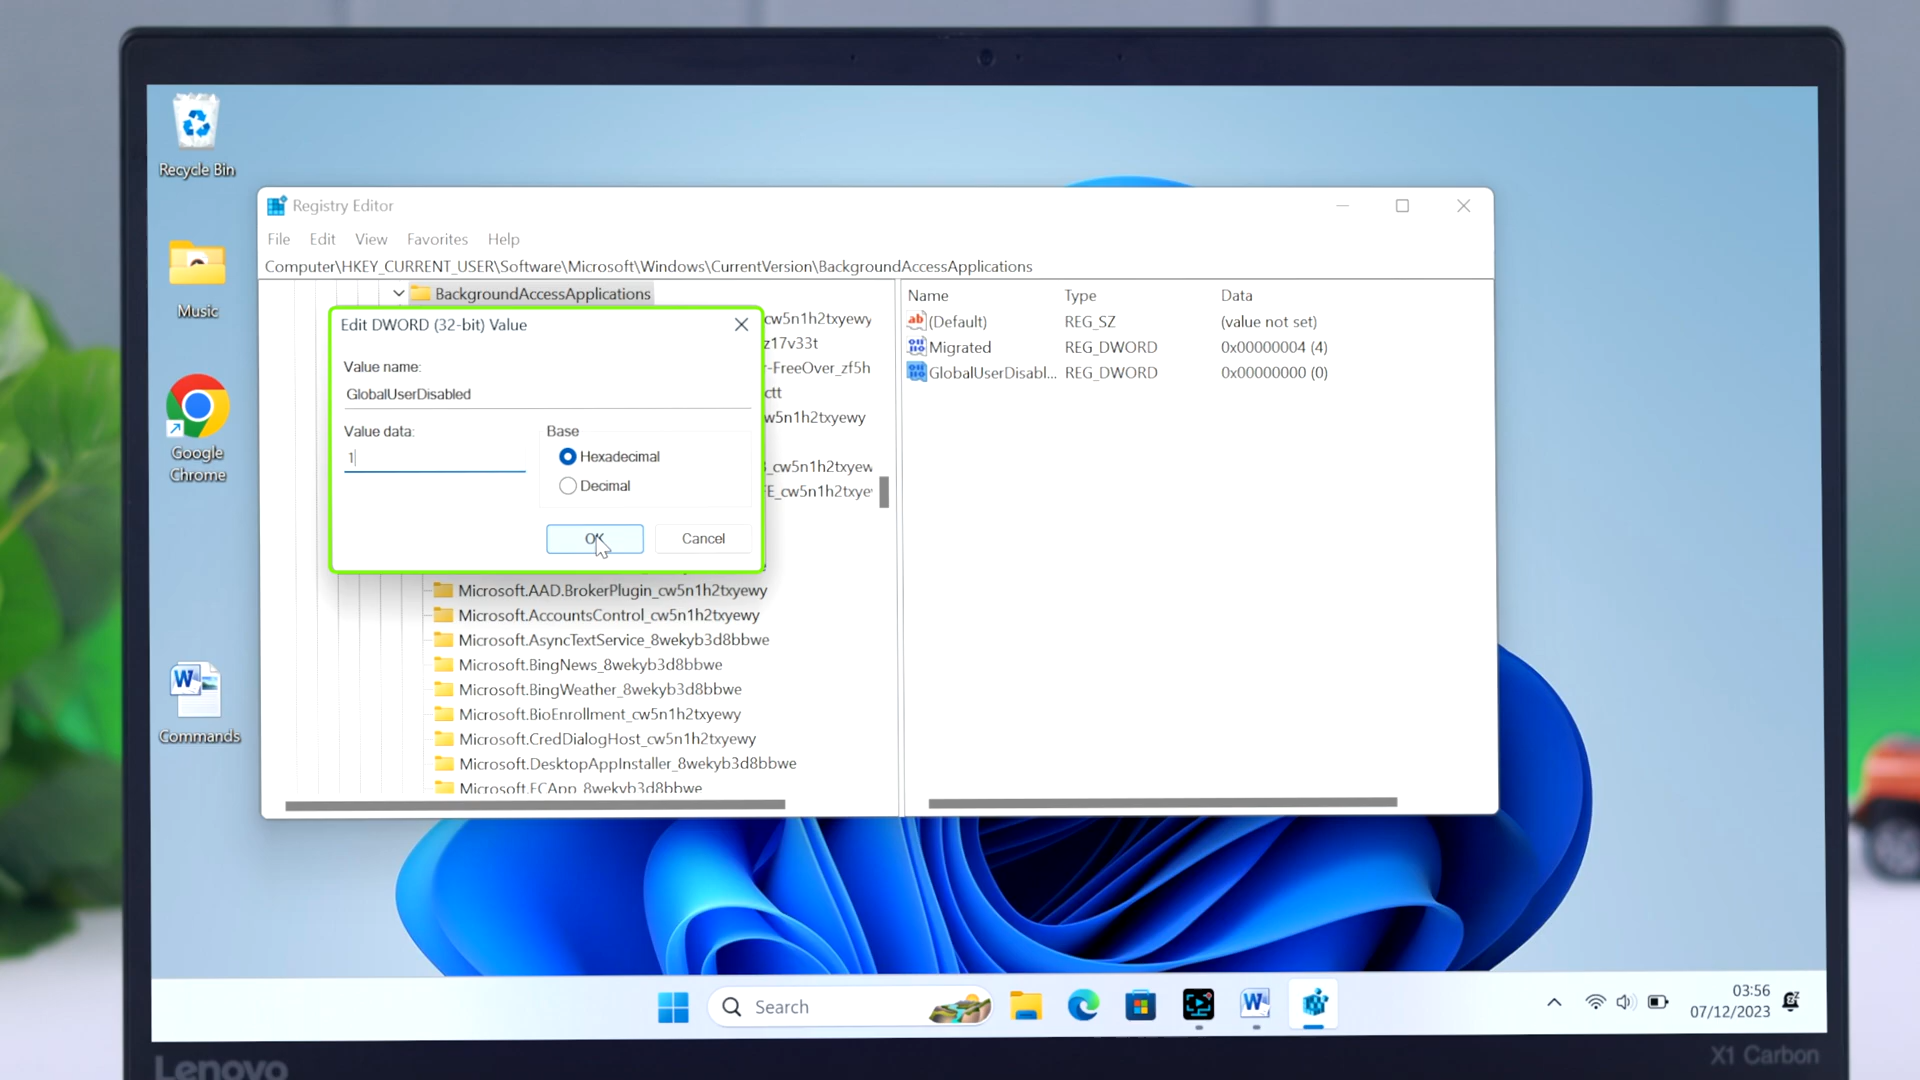 Recycle Bin
Music
Google
Chrome
Commands
Registry Editor
File Edit View Favorites Help
Computer\HKEY_CURRENT_USER\Software\Microsoft\Windows\CurrentVersion\BackgroundAccessApplications
BackgroundAccessApplications
cw5n1h2txyewy
z17v33t
-FreeOver_zf5h
ctt
w5n1h2txyewy
_cw5n1h2txyew
E_cw5n1h2txye
Edit DWORD (32-bit) Value
Value name:
GlobalUserDisabled
Value data:
1
Base
Hexadecimal
Decimal
OK
Cancel
Microsoft.AAD.BrokerPlugin_cw5n1h2txyewy
Microsoft.AccountsControl_cw5n1h2txyewy
Microsoft.AsyncTextService_8wekyb3d8bbwe
Microsoft.BingNews_8wekyb3d8bbwe
Microsoft.BingWeather_8wekyb3d8bbwe
Microsoft.BioEnrollment_cw5n1h2txyewy
Microsoft.CredDialogHost_cw5n1h2txyewy
Microsoft.DesktopAppInstaller_8wekyb3d8bbwe
Microsoft.ECApp_8wekyb3d8bbwe
Name Type Data
ab (Default) REG_SZ (value not set)
Migrated REG_DWORD 0x00000004 (4)
GlobalUserDisabl... REG_DWORD 0x00000000 (0)
Search
W
03:56
07/12/2023
Lenovo
X1 Carbon